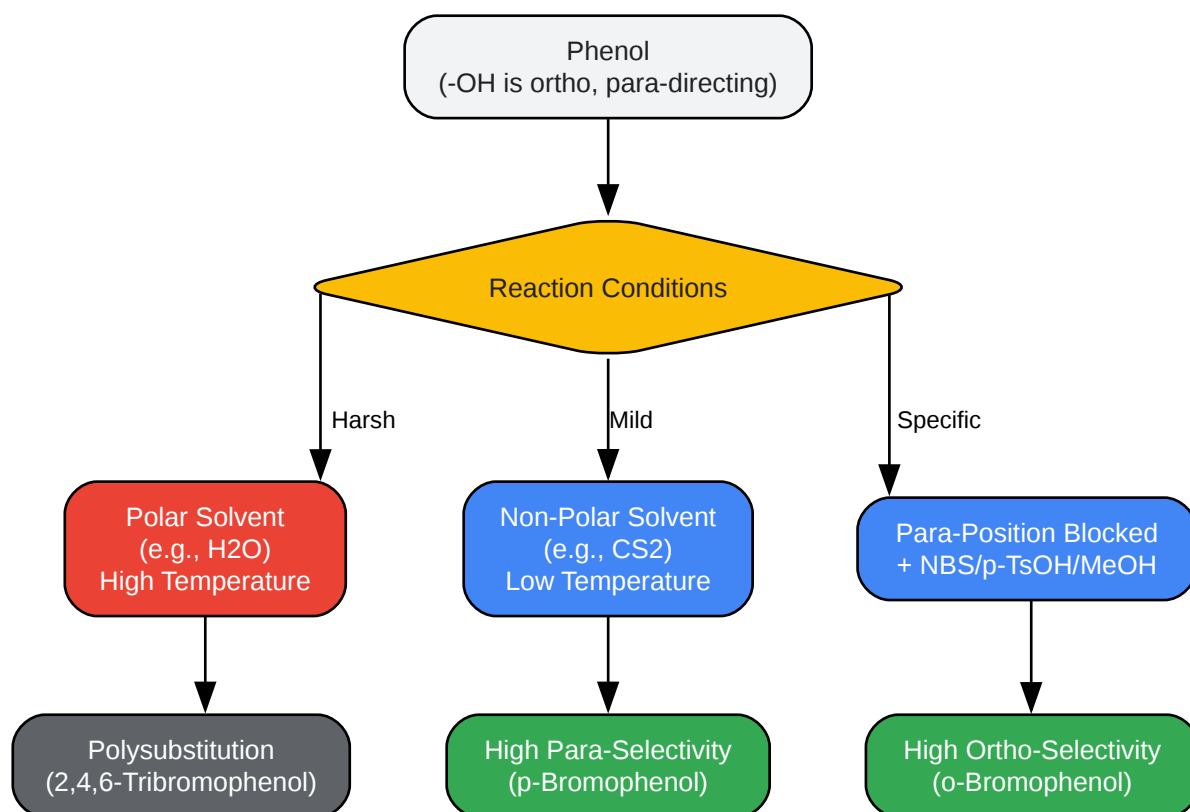 Phenol
(-OH is ortho, para-directing)
Reaction Conditions
Harsh
Mild
Specific
Polar Solvent
(e.g., H2O)
High Temperature
Non-Polar Solvent
(e.g., CS2)
Low Temperature
Para-Position Blocked
+ NBS/p-TsOH/MeOH
Polysubstitution
(2,4,6-Tribromophenol)
High Para-Selectivity
(p-Bromophenol)
High Ortho-Selectivity
(o-Bromophenol)